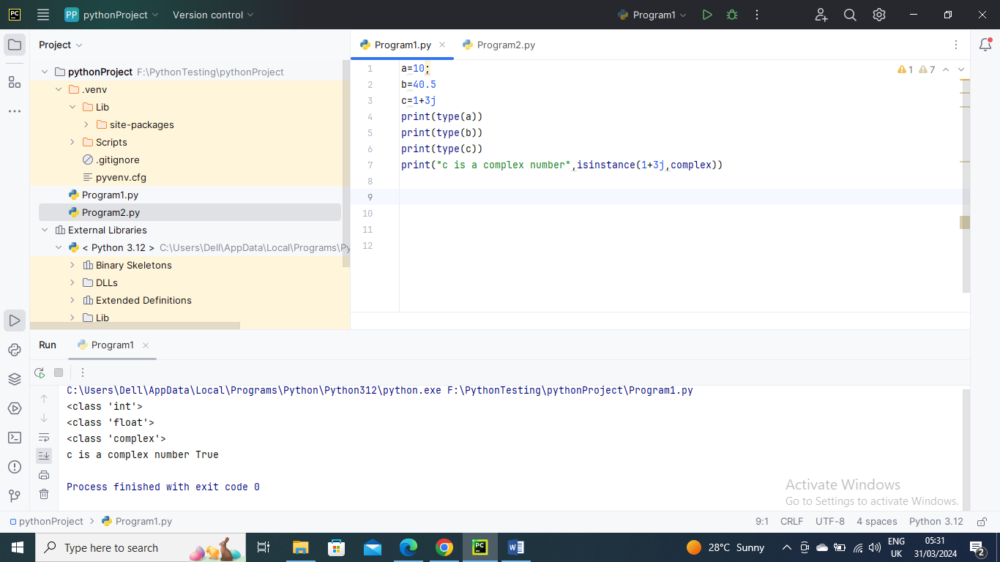 PC PP pythonProject Version control Program1
Project
pythonProject F:\PythonTesting\pythonProject
.venv
Lib
site-packages
Scripts
.gitignore
pyvenv.cfg
Program1.py
Program2.py
External Libraries
< Python 3.12 > C:\Users\Dell\AppData\Local\Programs\Py
Binary Skeletons
DLLs
Extended Definitions
Lib
Program1.py Program2.py
1 7
1 a=10;
2 b=40.5
3 c=1+3j
4 print(type(a))
5 print(type(b))
6 print(type(c))
7 print("c is a complex number",isinstance(1+3j,complex))
8
9
10
11
12
Run Program1
C:\Users\Dell\AppData\Local\Programs\Python\Python312\python.exe F:\PythonTesting\pythonProject\Program1.py
<class 'int'>
<class 'float'>
<class 'complex'>
c is a complex number True
Process finished with exit code 0
Activate Windows
Go to Settings to activate Windows.
pythonProject > Program1.py 9:1 CRLF UTF-8 4 spaces Python 3.12
Type here to search PC 28°C Sunny ENG UK 05:31 31/03/2024 2